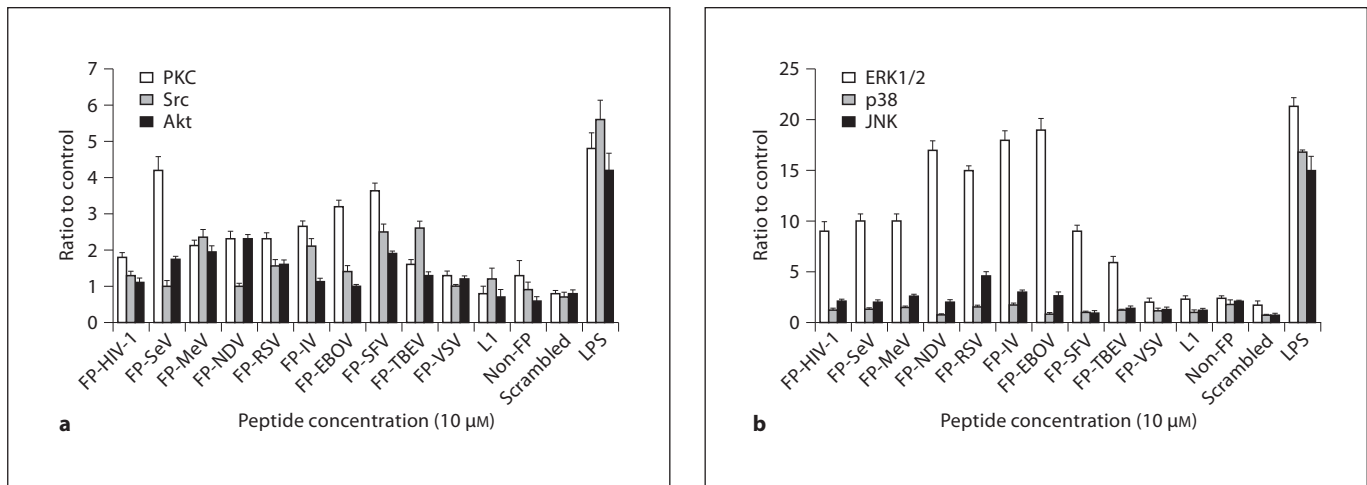 7
6
5
4
3
2
1
0
Ratio to control
PKC
Src
Akt
FP-HIV-1
FP-SeV
FP-MeV
FP-NDV
FP-RSV
FP-IV
FP-EBOV
FP-SFV
FP-TBEV
FP-VSV
L1
Non-FP
Scrambled
LPS
a
Peptide concentration (10 μM)
25
20
15
10
5
0
Ratio to control
ERK1/2
p38
JNK
FP-HIV-1
FP-SeV
FP-MeV
FP-NDV
FP-RSV
FP-IV
FP-EBOV
FP-SFV
FP-TBEV
FP-VSV
L1
Non-FP
Scrambled
LPS
b
Peptide concentration (10 μM)